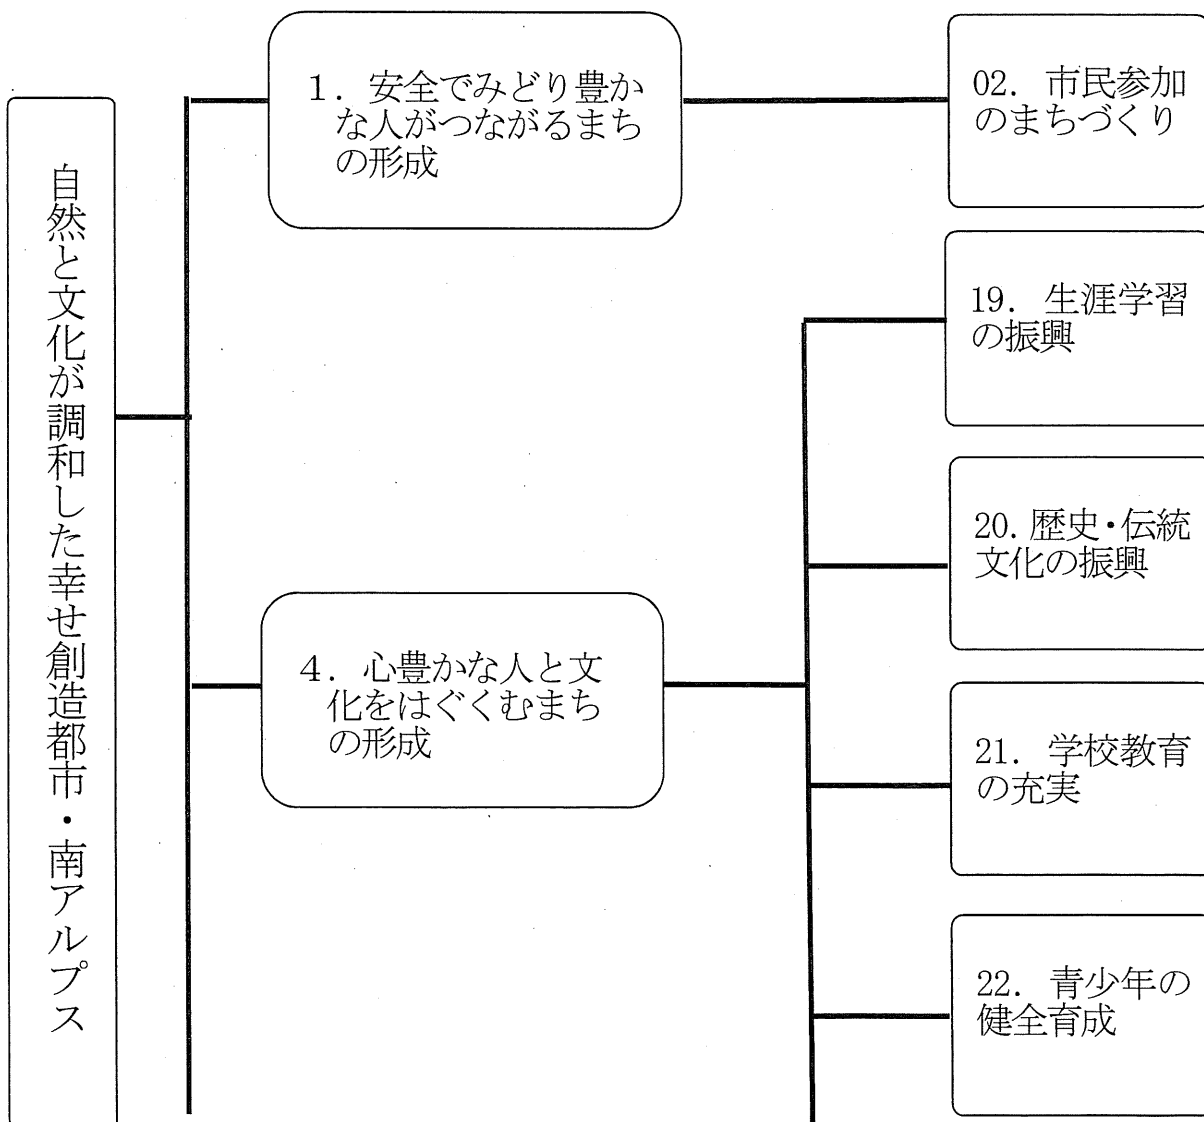 自然と文化が調和した幸せ創造都市・南アルプス
1. 安全でみどり豊か
な人がつながるまち
の形成
02. 市民参加
のまちづくり
4. 心豊かな人と文
化をはぐくむまち
の形成
19. 生涯学習
の振興
20. 歴史・伝統
文化の振興
21. 学校教育
の充実
22. 青少年の
健全育成